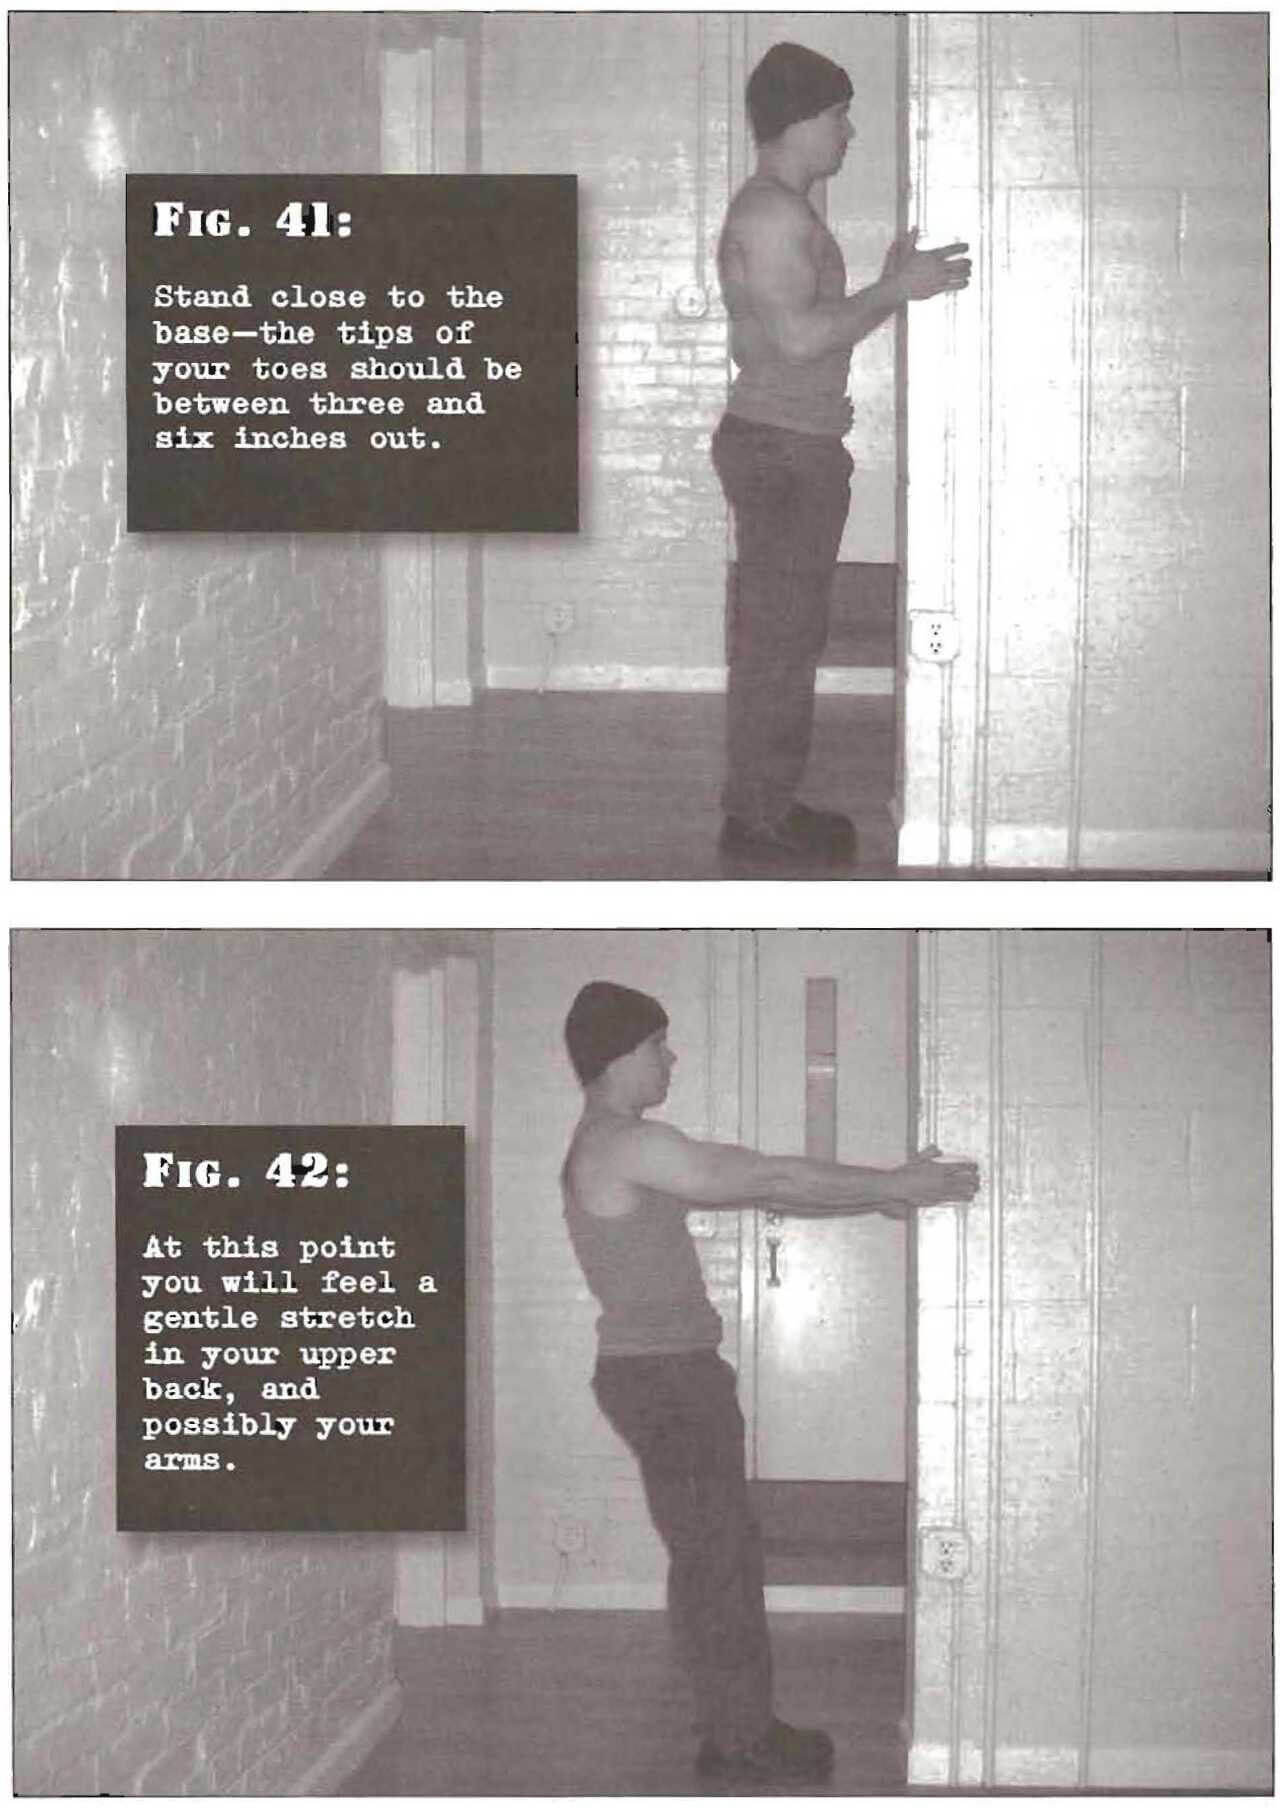 FIG. 41:
Stand close to the
base—the tips of
your toes should be
between three and
six inches out.
FIG. 42:
At this point
you will feel a
gentle stretch
in your upper
back, and
possibly your
arms.